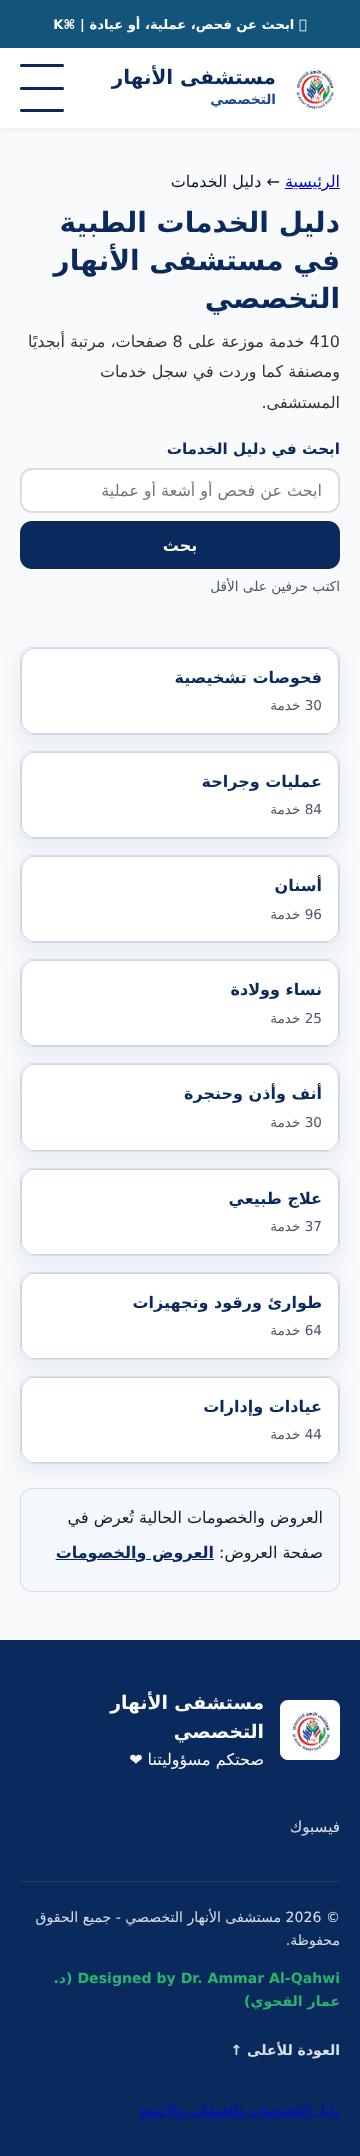 ابحث عن فحص، عملية، أو عيادة | ⌘K
مستشفى الأنهار
التخصصي
الرئيسية ← دليل الخدمات
دليل الخدمات الطبية
في مستشفى الأنهار
التخصصي
410 خدمة موزعة على 8 صفحات، مرتبة أبجديًا
ومصنفة كما وردت في سجل خدمات
المستشفى.
ابحث في دليل الخدمات
ابحث عن فحص أو أشعة أو عملية
بحث
اكتب حرفين على الأقل
فحوصات تشخيصية
30 خدمة
عمليات وجراحة
84 خدمة
أسنان
96 خدمة
نساء وولادة
25 خدمة
أنف وأذن وحنجرة
30 خدمة
علاج طبيعي
37 خدمة
طوارئ ورقود وتجهيزات
64 خدمة
عيادات وإدارات
44 خدمة
العروض والخصومات الحالية تُعرض في
صفحة العروض: العروض والخصومات
مستشفى الأنهار
التخصصي
صحتكم مسؤوليتنا ❤
فيسبوك
© 2026 مستشفى الأنهار التخصصي - جميع الحقوق
محفوظة.
Designed by Dr. Ammar Al-Qahwi (د.
عمار القحوي)
العودة للأعلى ↑
دليل الفحوصات والعمليات والأشعة